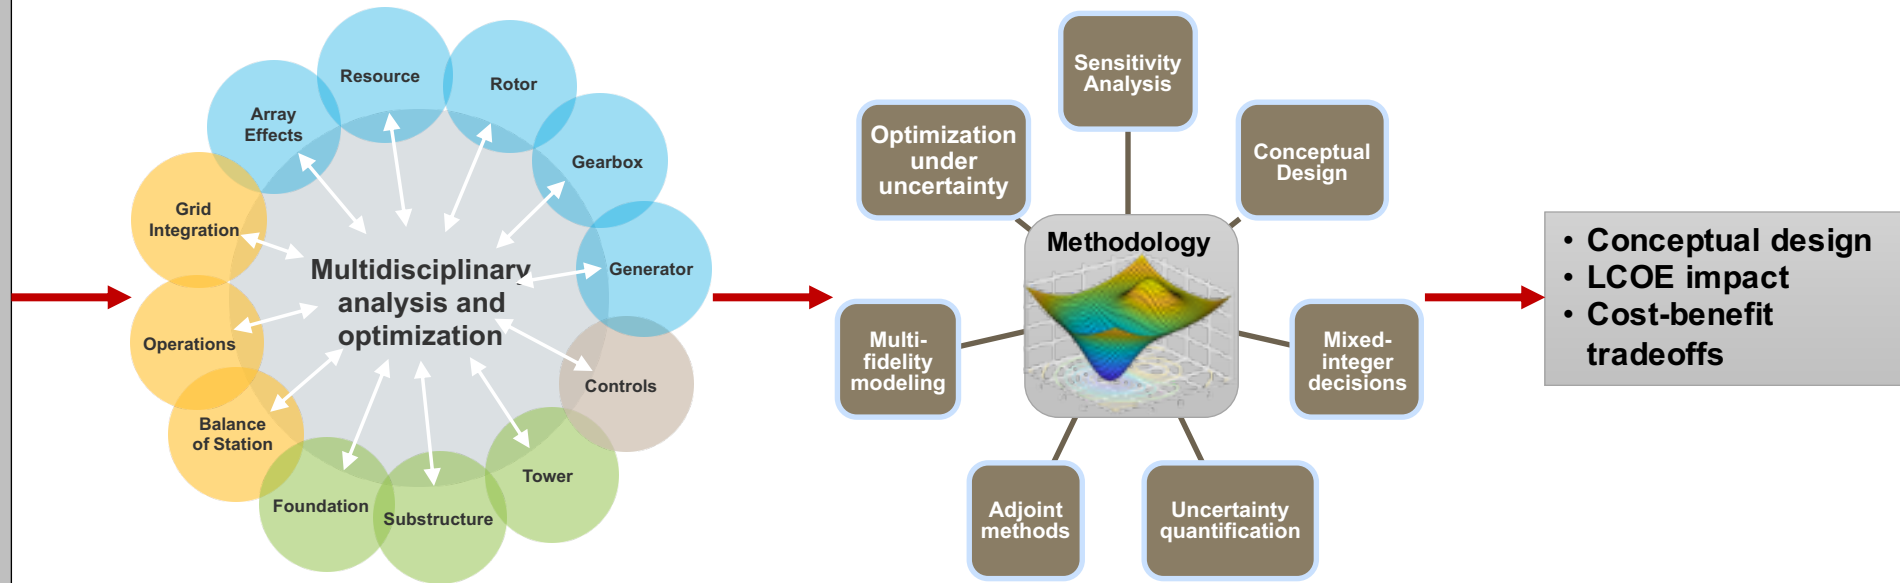 Resource
Rotor
Array
Effects
Gearbox
Grid
Integration
Generator
Multidisciplinary
analysis and
optimization
Operations
Controls
Balance
of Station
Tower
Foundation
Substructure
Sensitivity
Analysis
Optimization
under
uncertainty
Conceptual
Design
Methodology
Multi-
fidelity
modeling
Mixed-
integer
decisions
Adjoint
methods
Uncertainty
quantification
• Conceptual design
• LCOE impact
• Cost-benefit
tradeoffs